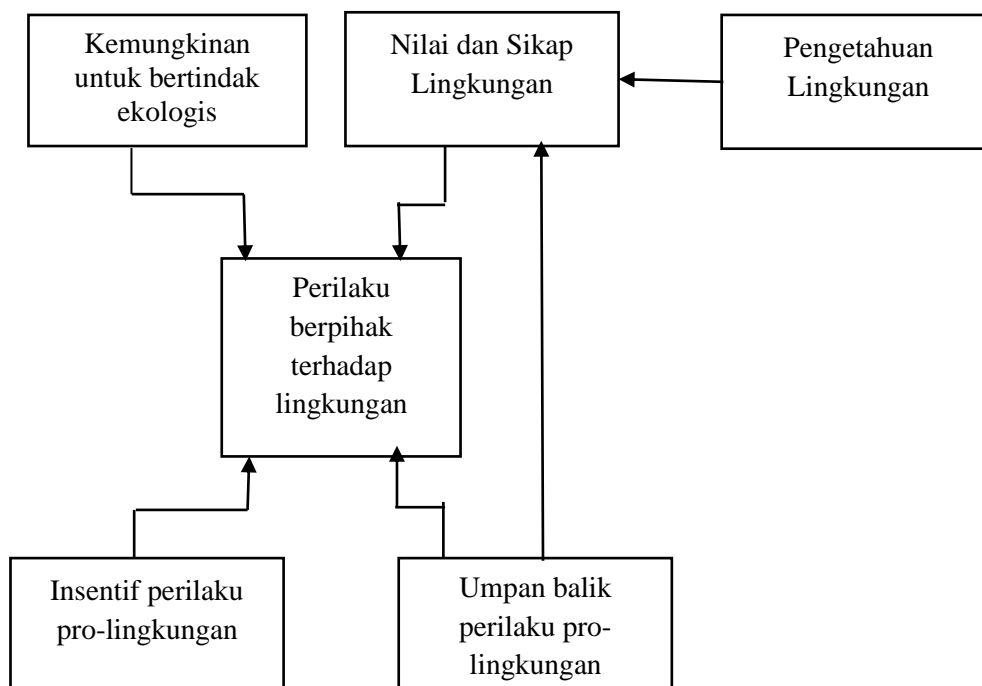 Kemungkinan
untuk bertindak
ekologis
Nilai dan Sikap
Lingkungan
Pengetahuan
Lingkungan
Perilaku
berpihak
terhadap
lingkungan
Insentif perilaku
pro-lingkungan
Umpan balik
perilaku pro-
lingkungan